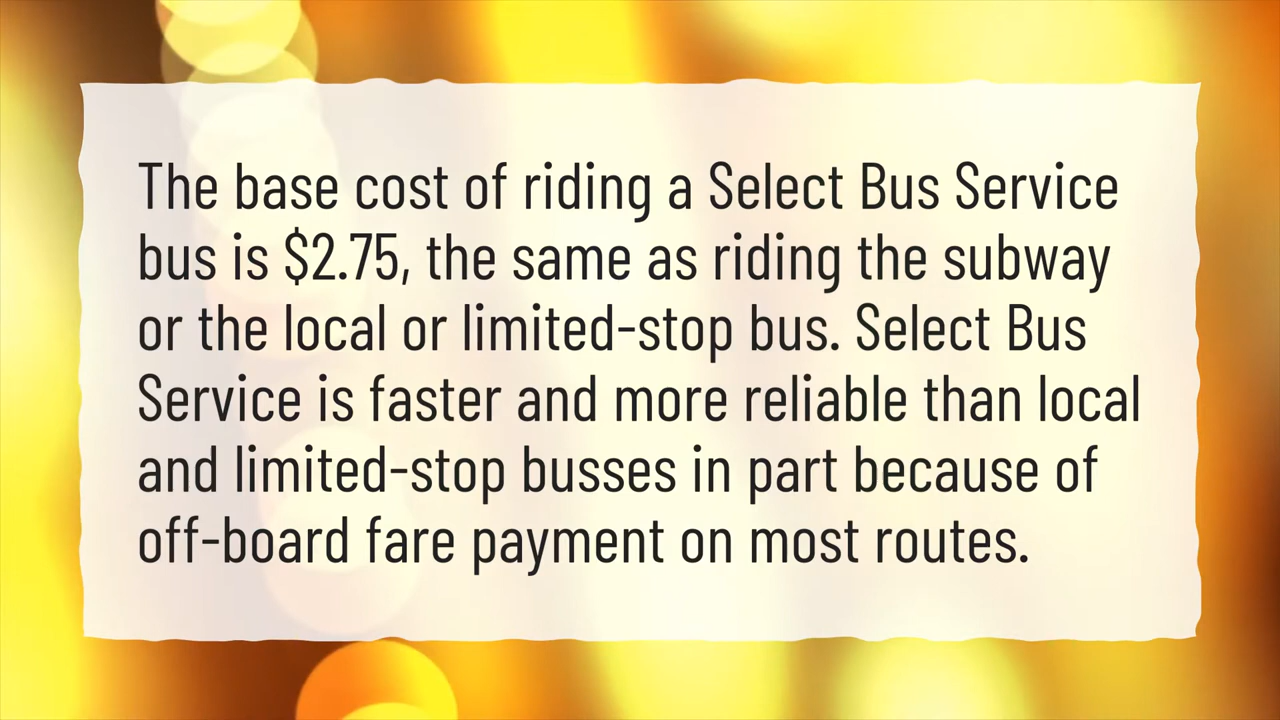 The base cost of riding a Select Bus Service
bus is $2.75, the same as riding the subway
or the local or limited-stop bus. Select Bus
Service is faster and more reliable than local
and limited-stop busses in part because of
off-board fare payment on most routes.